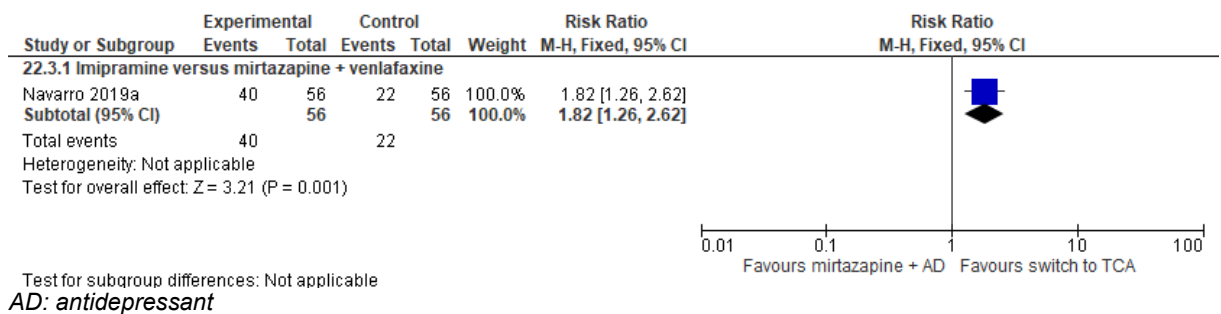 Experimental Control Risk Ratio Risk Ratio
Study or Subgroup Events Total Events Total Weight M-H, Fixed, 95% CI M-H, Fixed, 95% CI
22.3.1 Imipramine versus mirtazapine + venlafaxine
Navarro 2019a 40 56 22 56 100.0% 1.82 [1.26, 2.62]
Subtotal (95% CI) 56 56 100.0% 1.82 [1.26, 2.62]
Total events 40 22
Heterogeneity: Not applicable
Test for overall effect: Z = 3.21 (P = 0.001)
0.01 0.1 1 10 100
Favours mirtazapine + AD Favours switch to TCA
Test for subgroup differences: Not applicable
AD: antidepressant